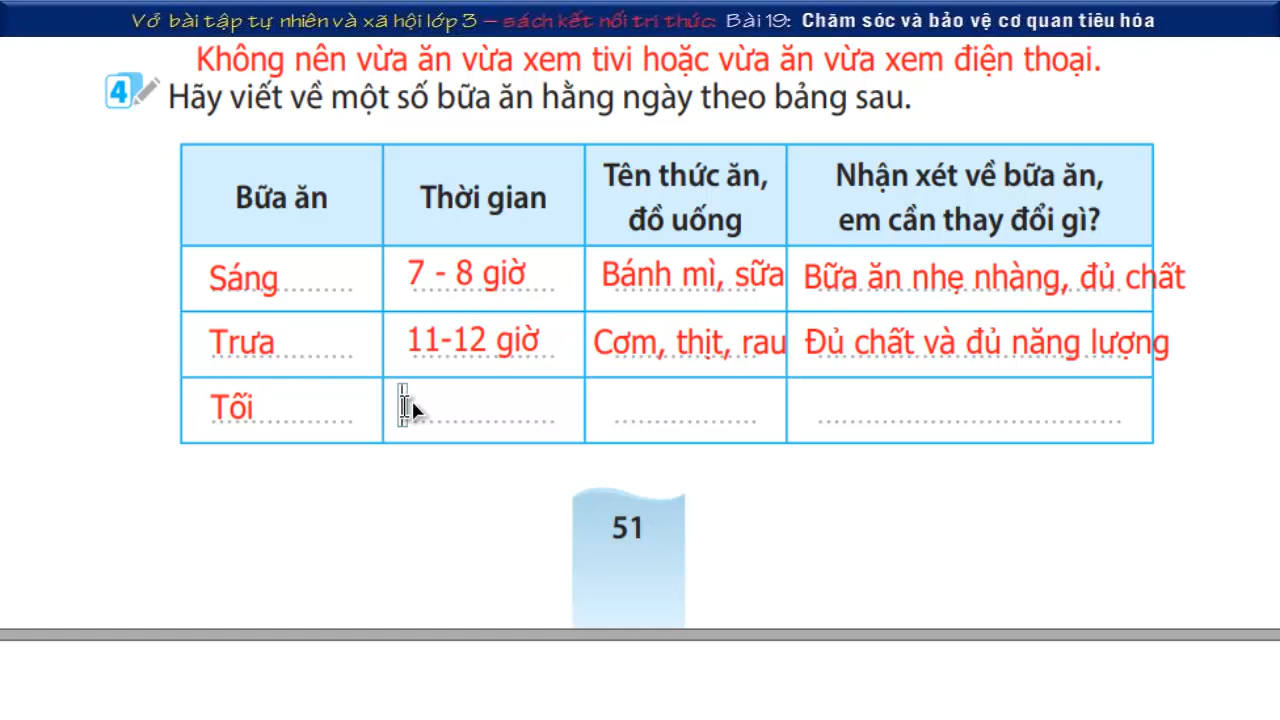 Vở bài tập tự nhiên và xã hội lớp 3 – sách kết nối tri thức: Bài 19: Chăm sóc và bảo vệ cơ quan tiêu hóa
Không nên vừa ăn vừa xem tivi hoặc vừa ăn vừa xem điện thoại.
4 Hãy viết về một số bữa ăn hằng ngày theo bảng sau.
Bữa ăn Thời gian Tên thức ăn, đồ uống Nhận xét về bữa ăn, em cần thay đổi gì?
Sáng 7 - 8 giờ Bánh mì, sữa Bữa ăn nhẹ nhàng, đủ chất
Trưa 11-12 giờ Cơm, thịt, rau Đủ chất và đủ năng lượng
Tối
51